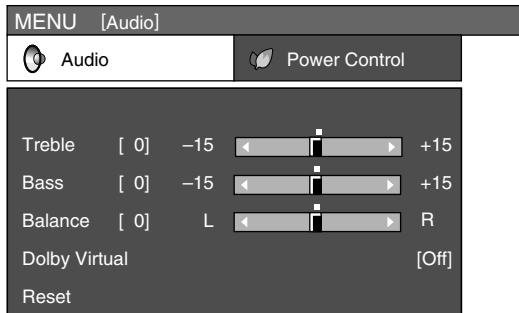 MENU [Audio]
Audio Power Control
Treble [ 0] –15 +15
Bass [ 0] –15 +15
Balance [ 0] L R
Dolby Virtual [Off]
Reset